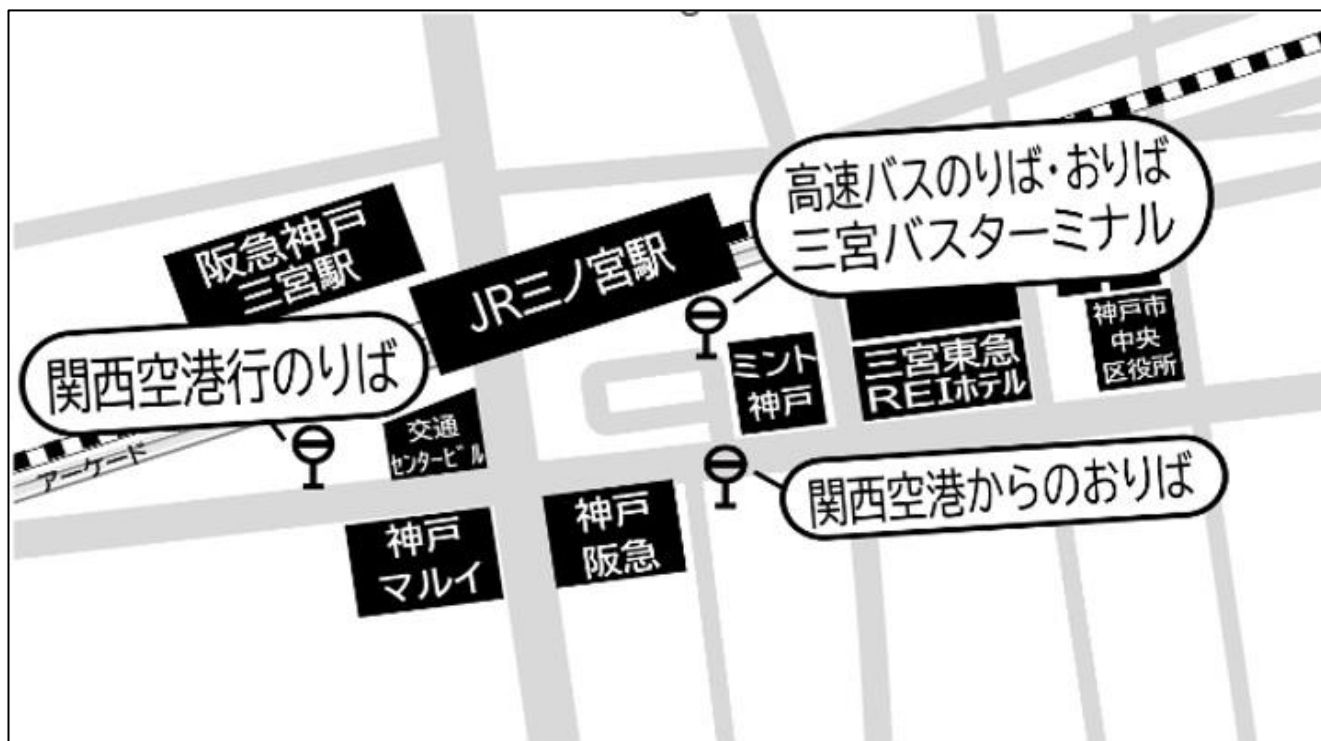 高速バスのりば・おりば
三宮バスターミナル
阪急神戸
三宮駅
JR三ノ宮駅
関西空港行のりば
ミント
神戸
三宮東急
REIホテル
神戸市
中央
区役所
交通
センタービル
アーケード
関西空港からのおりば
神戸
マルイ
神戸
阪急